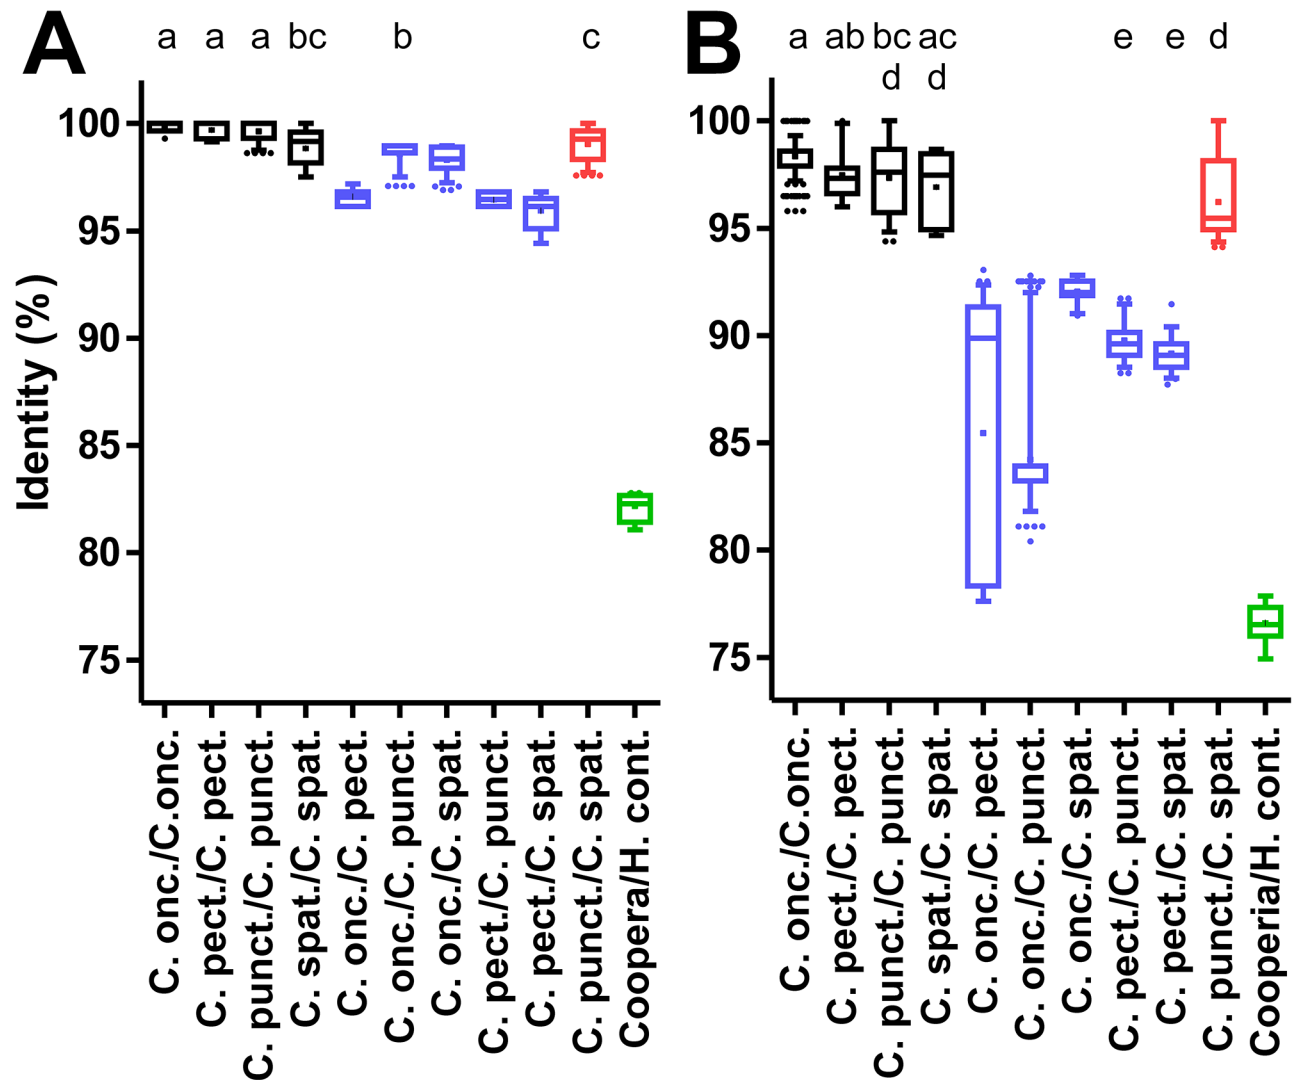 A
a a a bc b c
100
95
90
85
80
75
Identity (%)
C. onc./C.onc.
C. pect./C. pect.
C. punct./C. punct.
C. spat./C. spat.
C. onc./C. pect.
C. onc./C. punct.
C. onc./C. spat.
C. pect./C. punct.
C. pect./C. spat.
C. punct./C. spat.
Coopera/H. cont.
B
a ab bc ac e e d
d d
100
95
90
85
80
75
C. onc./C.onc.
C. pect./C. pect.
C. punct./C. punct.
C. spat./C. spat.
C. onc./C. pect.
C. onc./C. punct.
C. onc./C. spat.
C. pect./C. punct.
C. pect./C. spat.
C. punct./C. spat.
Cooperia/H. cont.